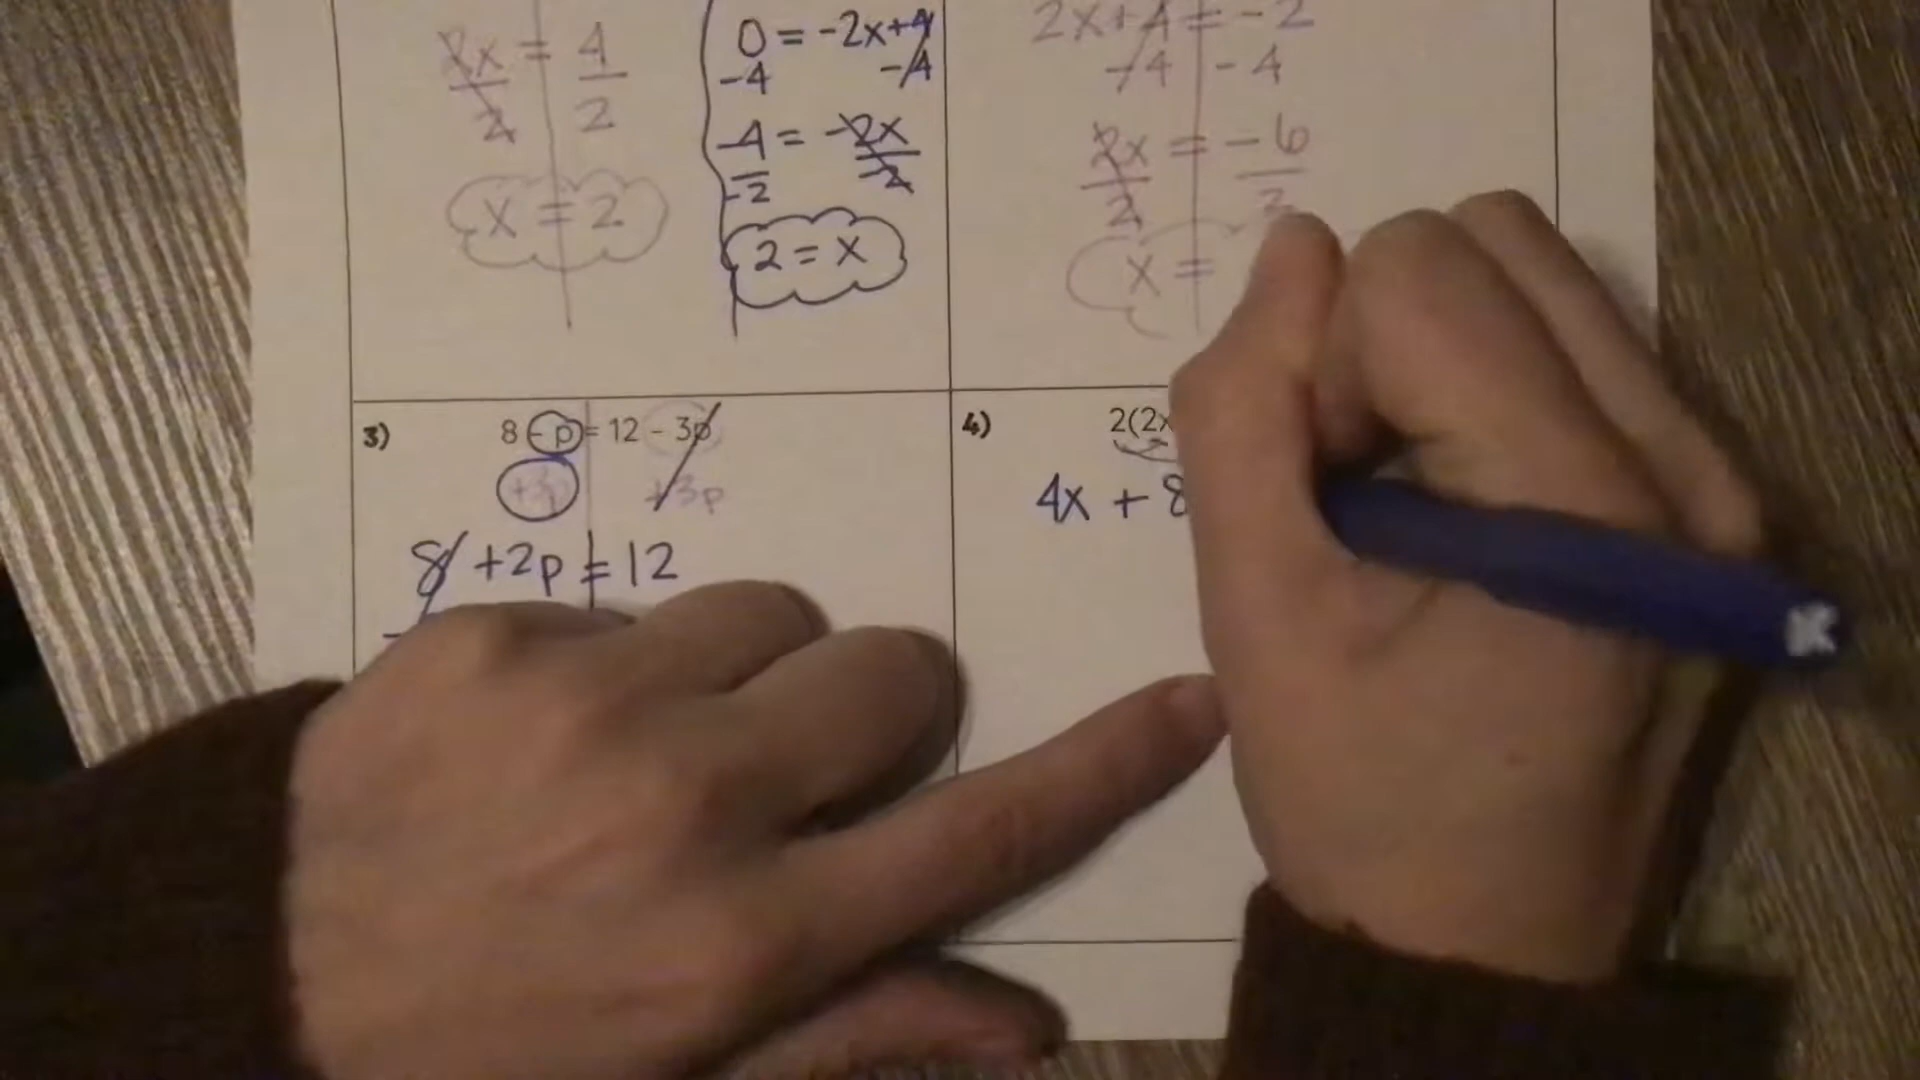 2x = 4
2 2
x = 2
0 = -2x+4
-4 -4
-4 = -2x
-2 -2
2 = x
2x+4 = -2
-4 -4
2x = -6
2 2
x =
3) 8 - p = 12 - 3p
+3p +3p
8 +2p = 12
4) 2(2x
4x + 8